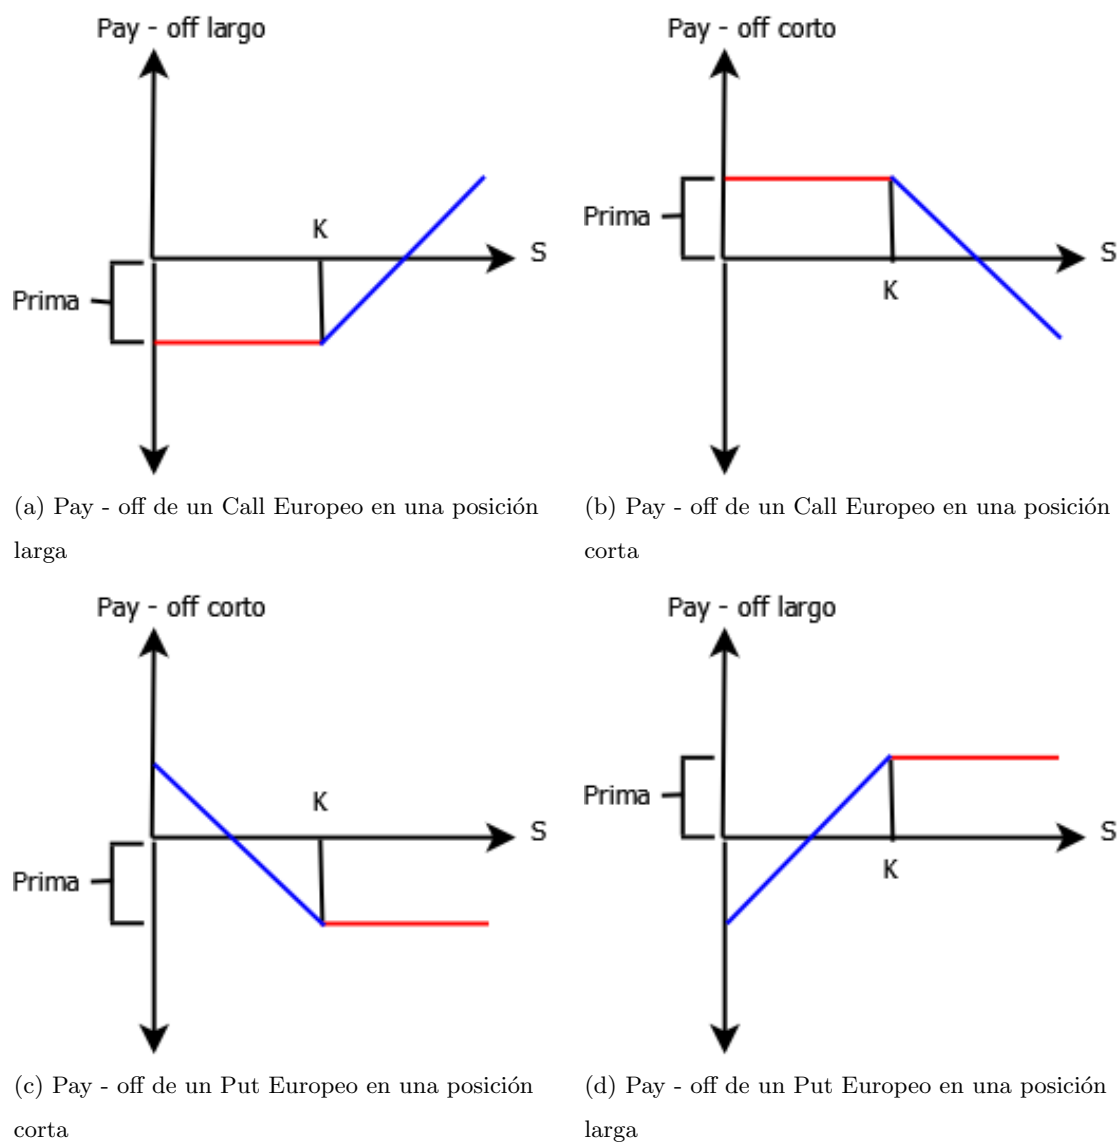 Pay - off largo
K
S
Prima
(a) Pay - off de un Call Europeo en una posición
larga
Pay - off corto
Prima
S
K
(b) Pay - off de un Call Europeo en una posición
corta
Pay - off corto
K
S
Prima
(c) Pay - off de un Put Europeo en una posición
corta
Pay - off largo
Prima
S
K
(d) Pay - off de un Put Europeo en una posición
larga